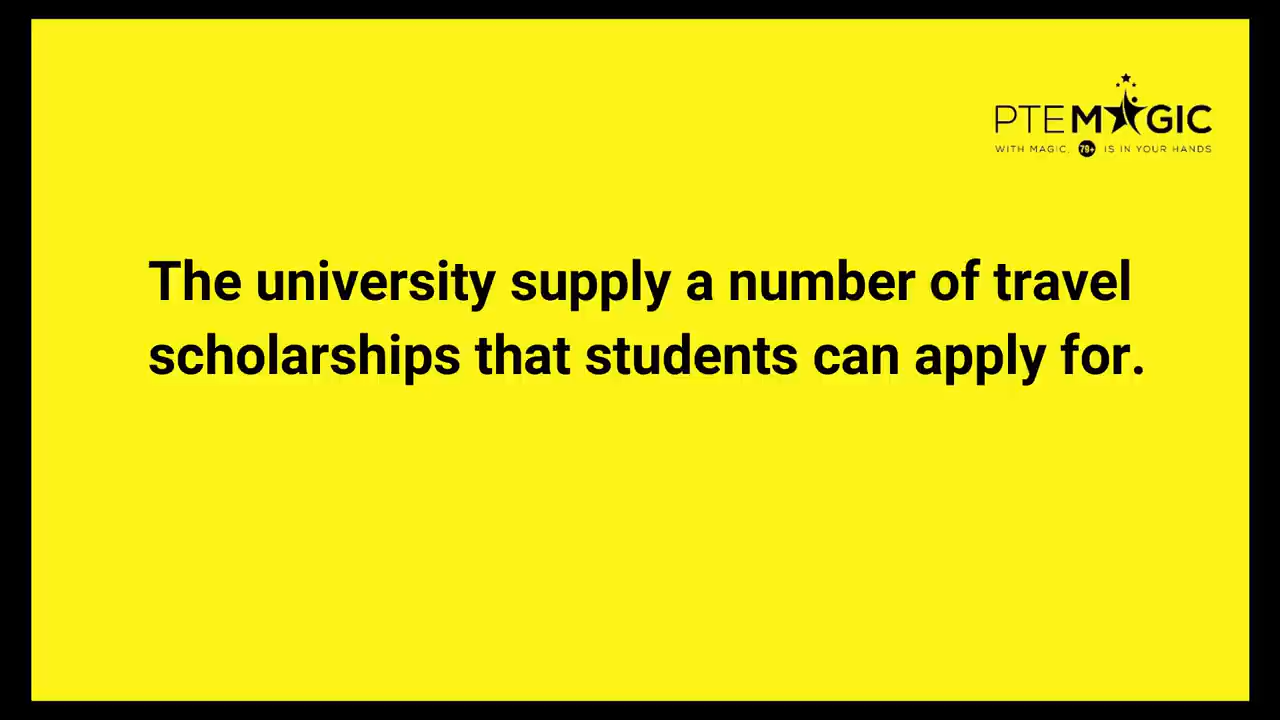 PTEMAGIC
WITH MAGIC, 79+ IS IN YOUR HANDS
The university supply a number of travel
scholarships that students can apply for.